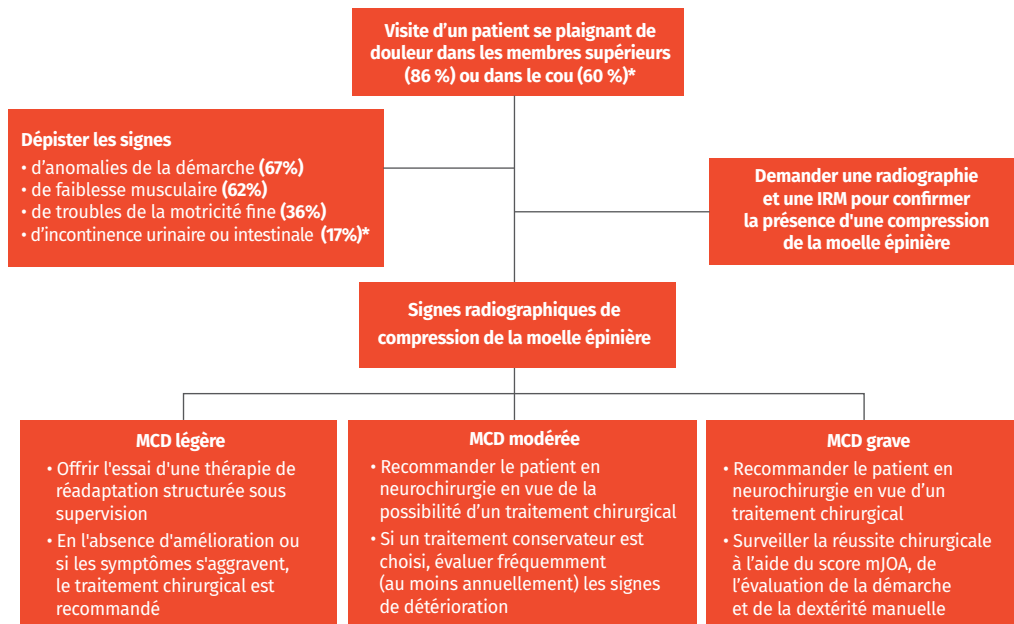 Visite d'un patient se plaignant de
douleur dans les membres supérieurs
(86 %) ou dans le cou (60 %)*
Dépister les signes
• d'anomalies de la démarche (67%)
• de faiblesse musculaire (62%)
• de troubles de la motricité fine (36%)
• d'incontinence urinaire ou intestinale (17%)*
Demander une radiographie
et une IRM pour confirmer
la présence d'une compression
de la moelle épinière
Signes radiographiques de
compression de la moelle épinière
MCD légère
• Offrir l'essai d'une thérapie de
réadaptation structurée sous
supervision
• En l'absence d'amélioration ou
si les symptômes s'aggravent,
le traitement chirurgical est
recommandé
MCD modérée
• Recommander le patient en
neurochirurgie en vue de la
possibilité d'un traitement chirurgical
• Si un traitement conservateur est
choisi, évaluer fréquemment
(au moins annuellement) les signes
de détérioration
MCD grave
• Recommander le patient en
neurochirurgie en vue d'un
traitement chirurgical
• Surveiller la réussite chirurgicale
à l'aide du score mJOA, de
l'évaluation de la démarche
et de la dextérité manuelle